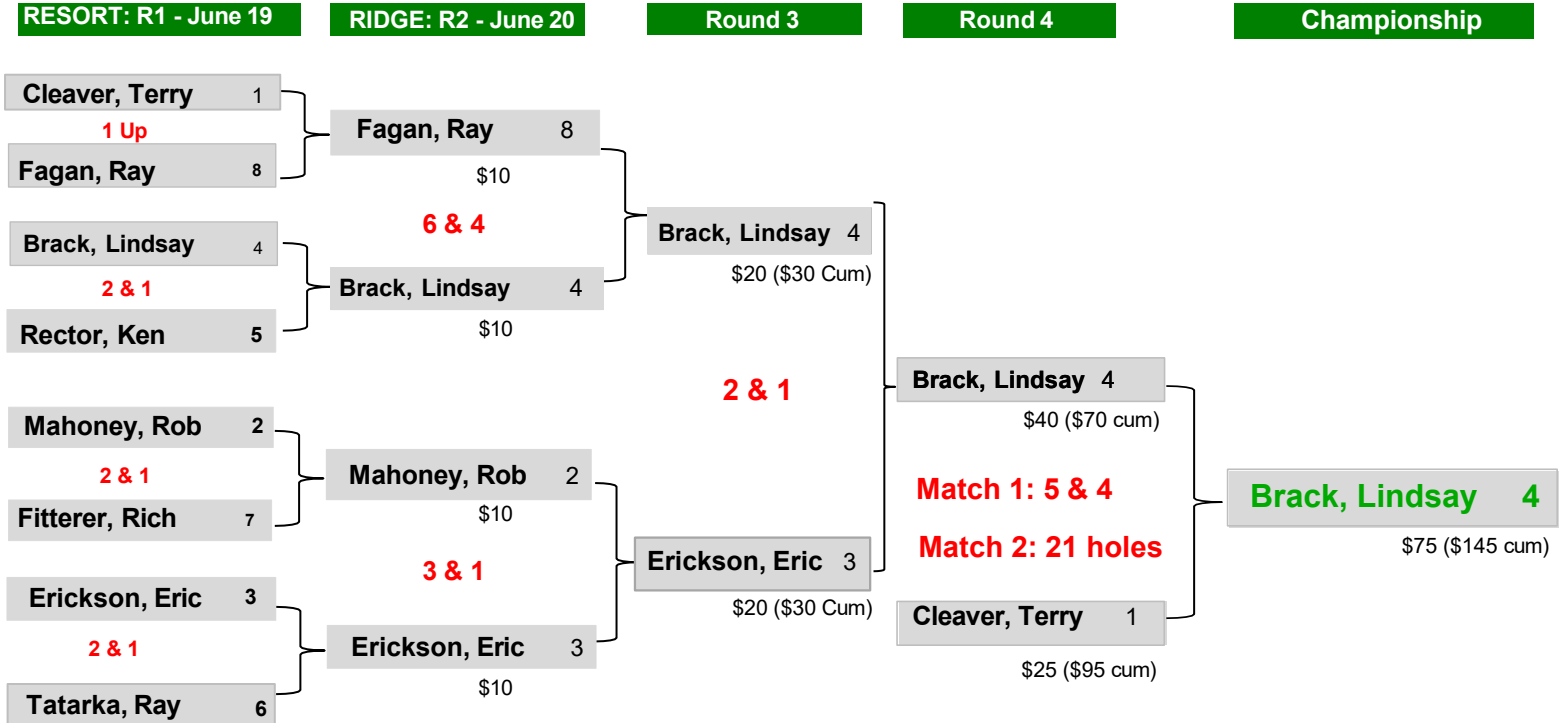 RESORT: R1 - June 19
RIDGE: R2 - June 20
Round 3
Round 4
Championship
Cleaver, Terry 1
1 Up
Fagan, Ray 8
Brack, Lindsay 4
2 & 1
Rector, Ken 5
Mahoney, Rob 2
2 & 1
Fitterer, Rich 7
Erickson, Eric 3
2 & 1
Tatarka, Ray 6
Fagan, Ray 8
$10
6 & 4
Brack, Lindsay 4
$10
Mahoney, Rob 2
$10
3 & 1
Erickson, Eric 3
$10
Brack, Lindsay 4
$20 ($30 Cum)
2 & 1
Erickson, Eric 3
$20 ($30 Cum)
Brack, Lindsay 4
$40 ($70 cum)
Match 1: 5 & 4
Match 2: 21 holes
Cleaver, Terry 1
$25 ($95 cum)
Brack, Lindsay 4
$75 ($145 cum)